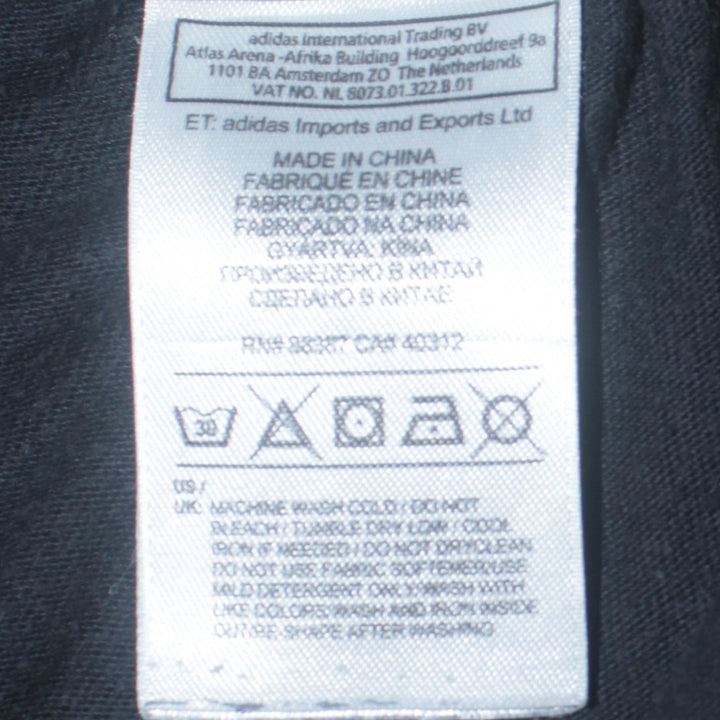 adidas International Trading BV
Atlas Arena -Afrika Building Hoogoorddreef 9a
1101 BA Amsterdam ZO The Netherlands
VAT NO. NL 8073.01.322.B.01
ET: adidas Imports and Exports Ltd
MADE IN CHINA
FABRIQUÉ EN CHINE
FABRICADO EN CHINA
FABRICADO NA CHINA
GYÁRTVA: KÍNA
ПРОИЗВЕДЕНО В КИТАЙ
СДЕЛАНО В КИТАЕ
RN# 88387 CA# 40312
30
US /
UK: MACHINE WASH COLD / DO NOT
BLEACH / TUMBLE DRY LOW / COOL
IRON IF NEEDED / DO NOT DRYCLEAN
DO NOT USE FABRIC SOFTENER/USE
MILD DETERGENT ONLY/WASH WITH
LIKE COLORS/WASH AND IRON INSIDE
OUT/RE-SHAPE AFTER WASHING